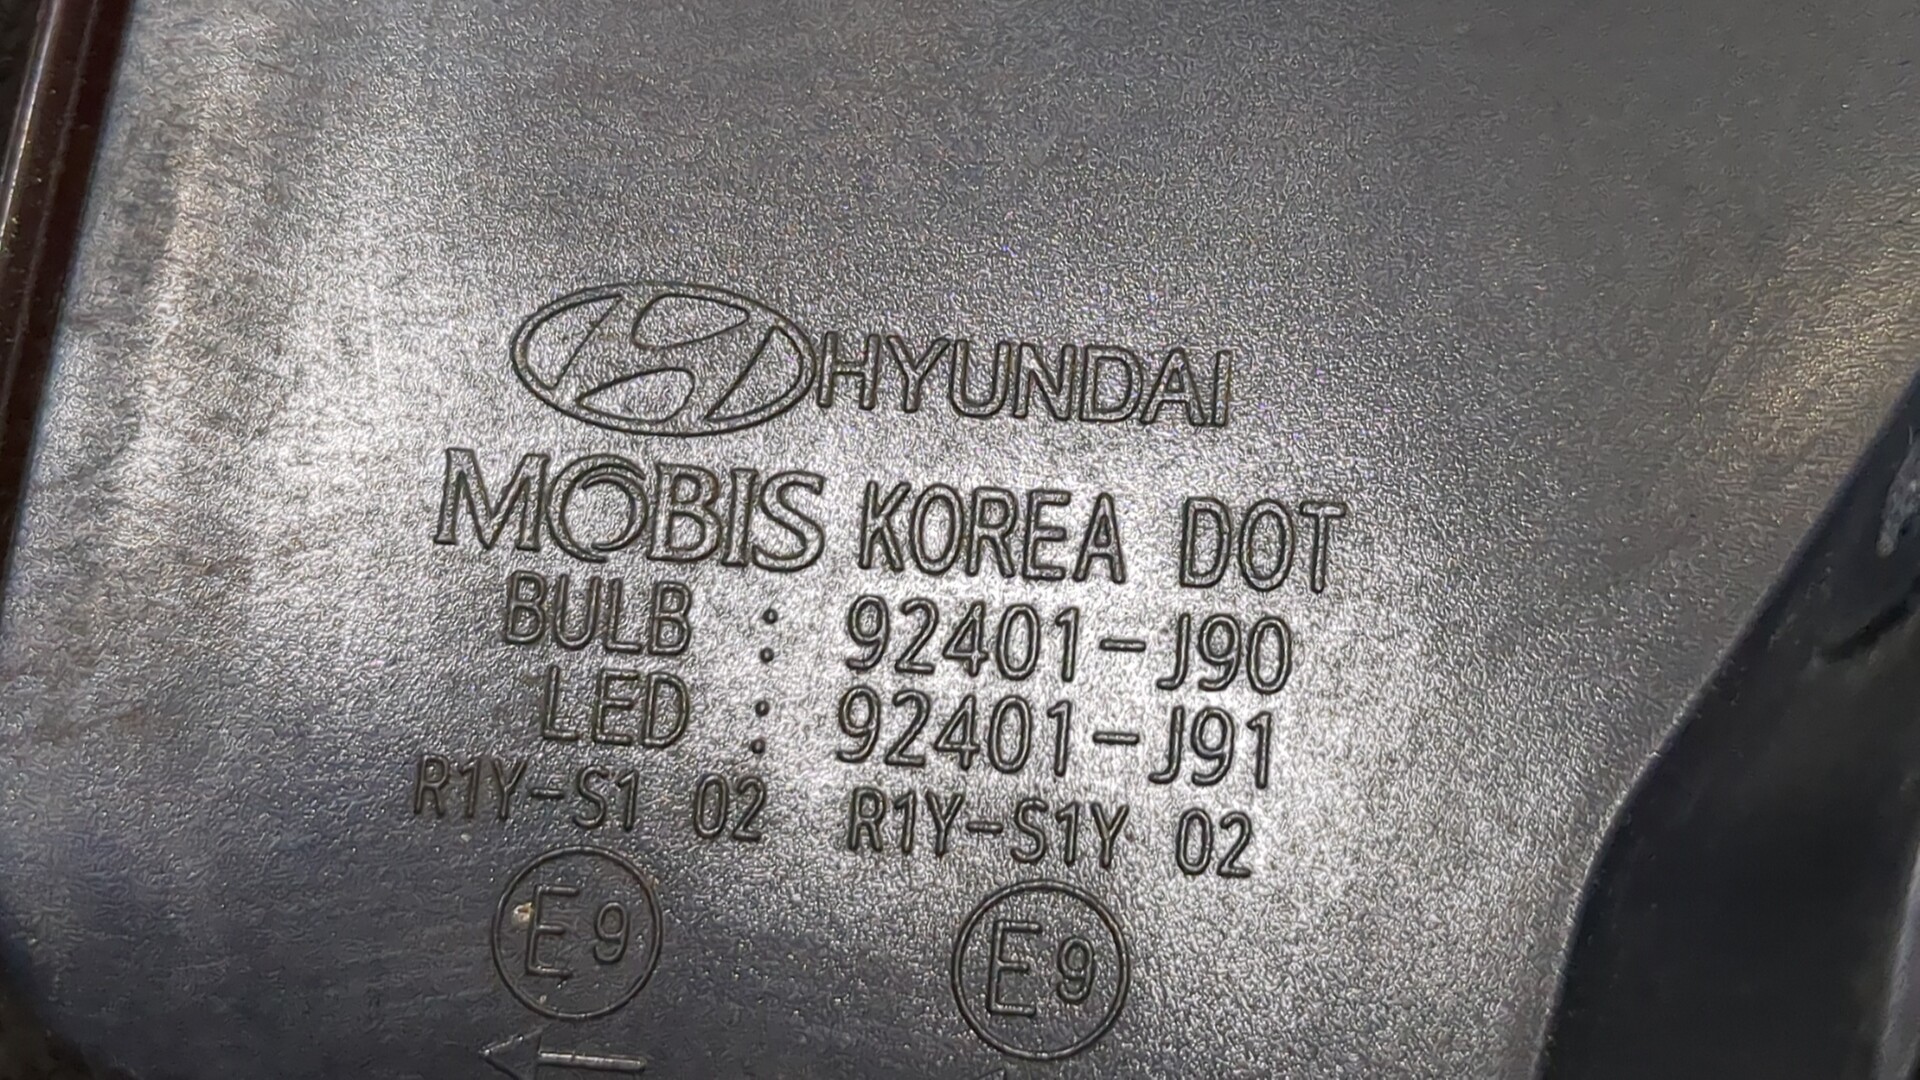 HYUNDAI
MOBIS KOREA DOT
BULB : 92401-J90
LED : 92401-J91
R1Y-S1 02 R1Y-S1Y 02
E9 E9